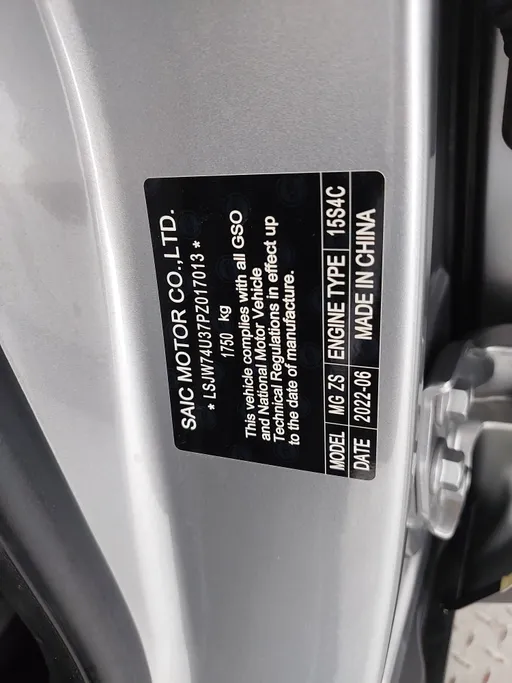 SAIC MOTOR CO.,LTD.
* LSJW74U37PZ017013 *
1750 kg
This vehicle complies with all GSO
and National Motor Vehicle
Technical Regulations in effect up
to the date of manufacture.
MODEL MG ZS ENGINE TYPE 15S4C
DATE 2022-06 MADE IN CHINA